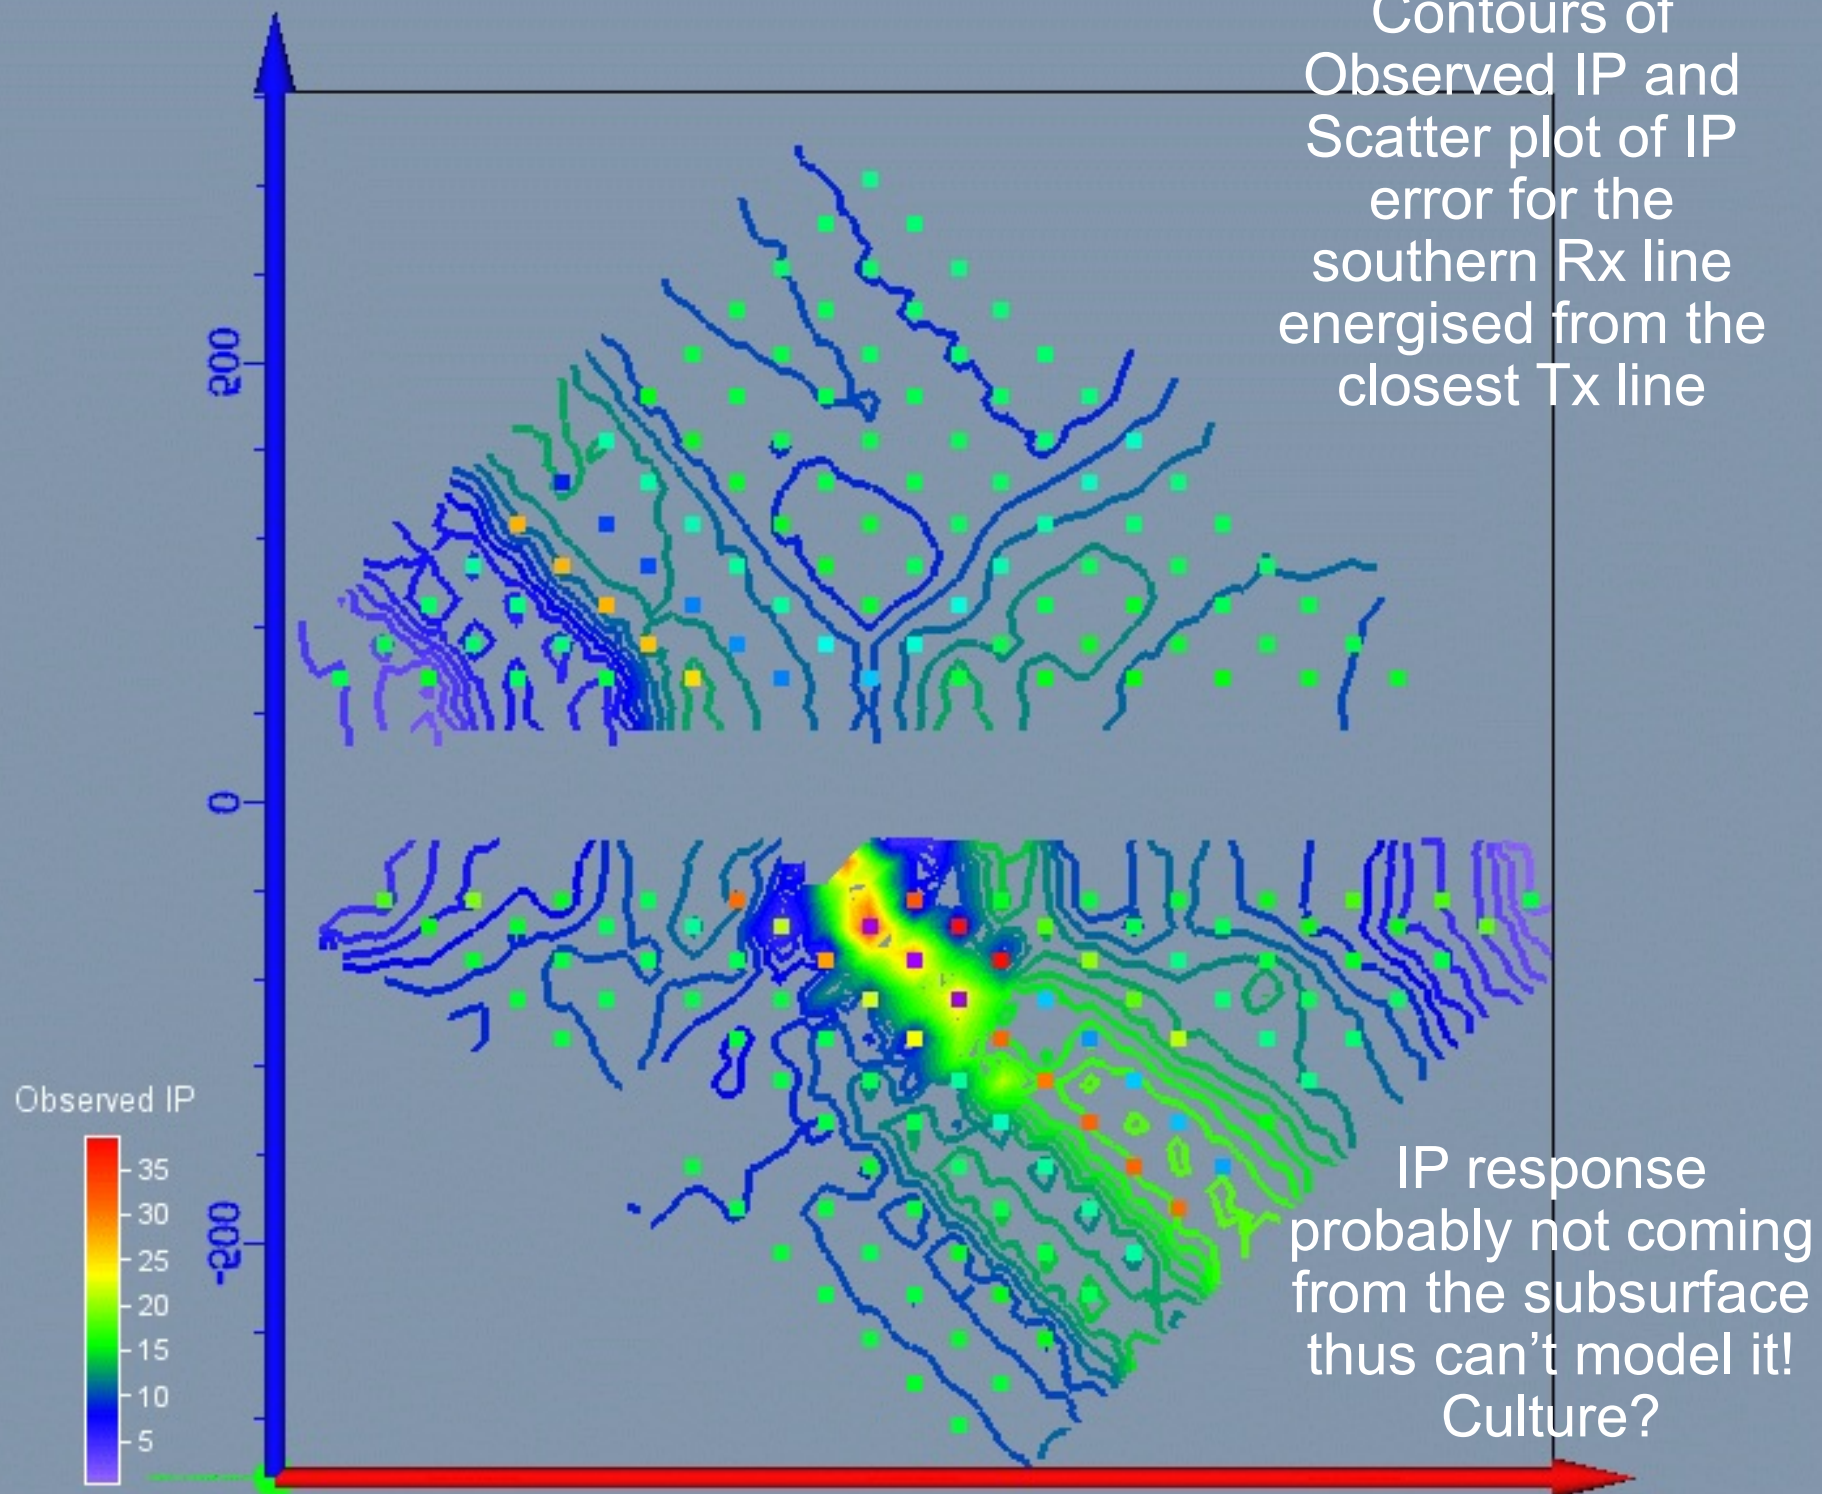 Contours of
Observed IP and
Scatter plot of IP
error for the
southern Rx line
energised from the
closest Tx line
500
0
Observed IP
35
30
25
20
15
10
5
-500
IP response
probably not coming
from the subsurface
thus can't model it!
Culture?